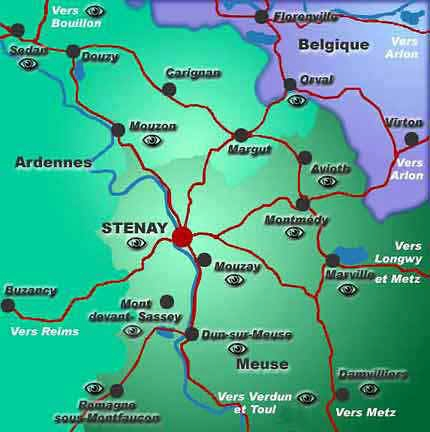 Vers
Bouillon
Florenville
Belgique
Vers
Arlon
Sedan
Douzy
Carignan
Orval
Mouzon
Margut
Virton
Ardennes
Avioth
Vers
Arlon
Montmédy
STENAY
Vers
Longwy
et Metz
Mouzay
Marville
Buzancy
Mont
devant- Sassey
Vers Reims
Dun-sur-Meuse
Meuse
Damvilliers
Romagne
sous-Montfaucon
Vers Verdun
et Toul
Vers Metz